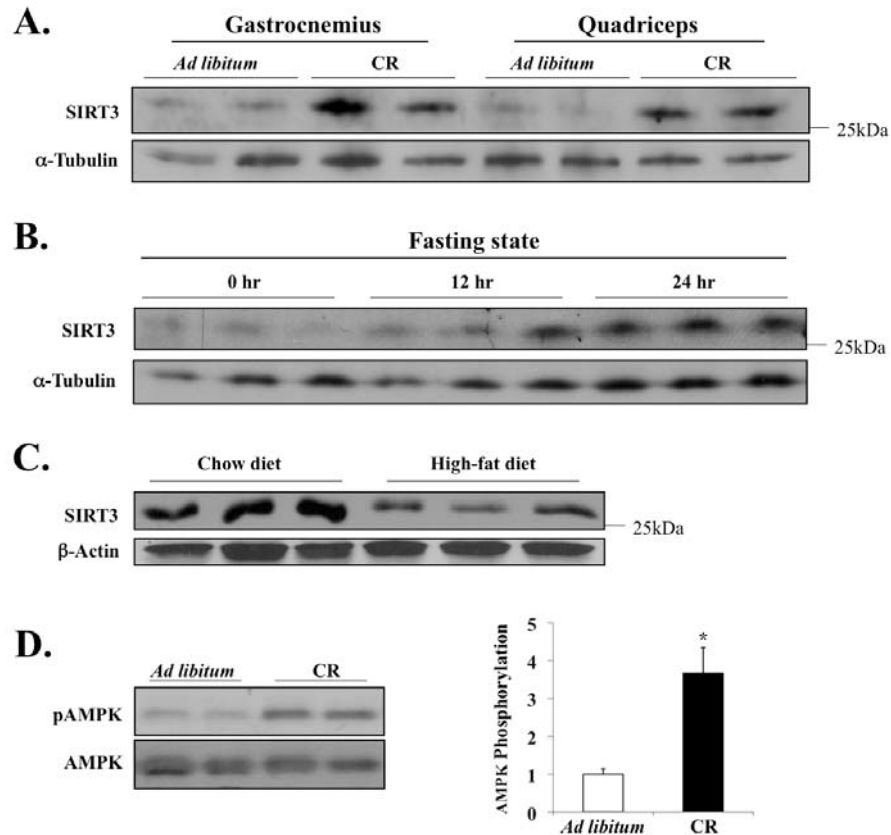 A.
Gastrocnemius Quadriceps
Ad libitum CR Ad libitum CR
SIRT3
25kDa
α-Tubulin
B.
Fasting state
0 hr 12 hr 24 hr
SIRT3
25kDa
α-Tubulin
C.
Chow diet High-fat diet
SIRT3
25kDa
β-Actin
D.
Ad libitum CR
pAMPK
AMPK
AMPK Phosphorylation
5
4
3
2
1
0
*
Ad libitum CR